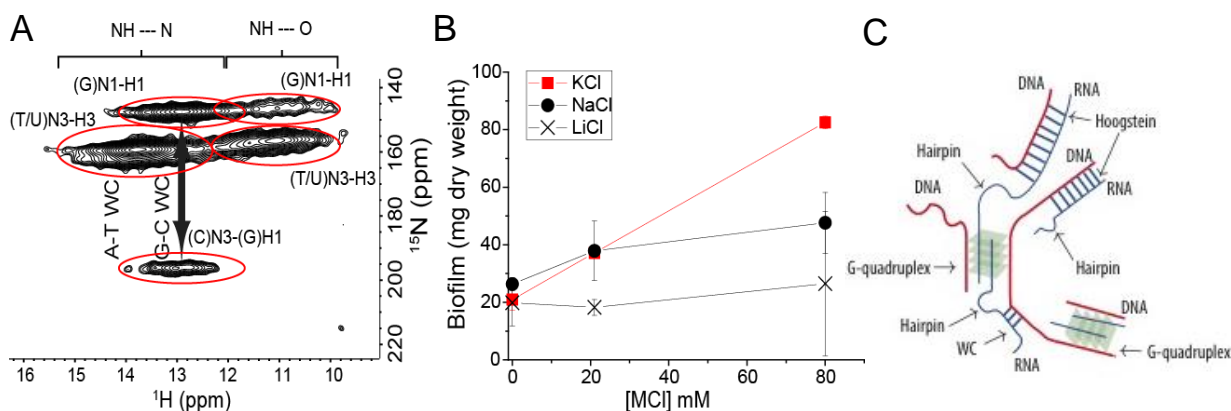 A
NH --- N
NH --- O
(G)N1-H1
(G)N1-H1
(T/U)N3-H3
(T/U)N3-H3
A-T WC
G-C WC
(C)N3-(G)H1
140
160
180
200
220
¹⁵N (ppm)
16
15
14
13
12
11
10
¹H (ppm)
B
KCl
NaCl
LiCl
100
80
60
40
20
0
Biofilm (mg dry weight)
0
20
40
60
80
[MCl] mM
C
DNA
RNA
Hoogstein
Hairpin
DNA
RNA
DNA
Hairpin
G-quadruplex
DNA
Hairpin
WC
RNA
G-quadruplex